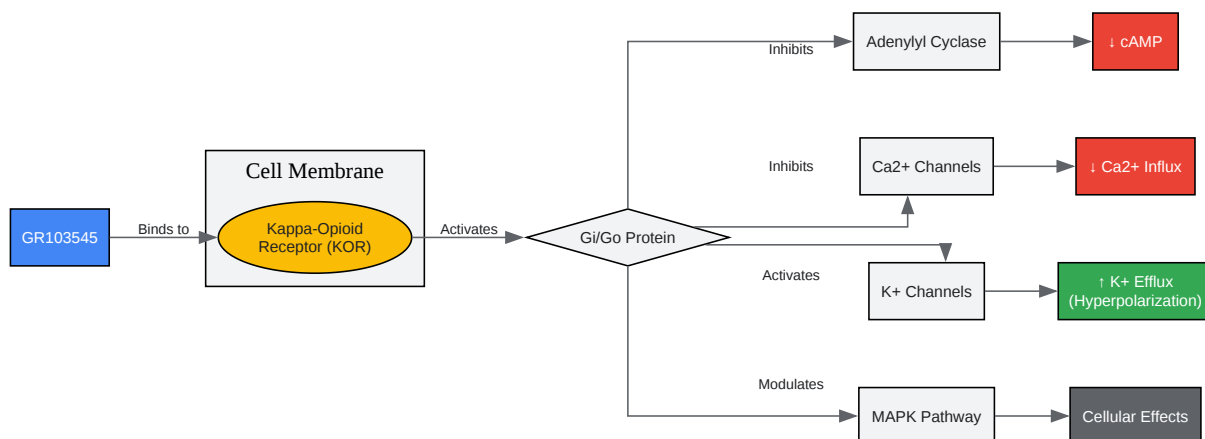 GR103545
Binds to
Cell Membrane
Kappa-Opioid
Receptor (KOR)
Activates
Gi/Go Protein
Inhibits
Adenylyl Cyclase
↓ cAMP
Inhibits
Ca2+ Channels
↓ Ca2+ Influx
Activates
K+ Channels
↑ K+ Efflux
(Hyperpolarization)
Modulates
MAPK Pathway
Cellular Effects